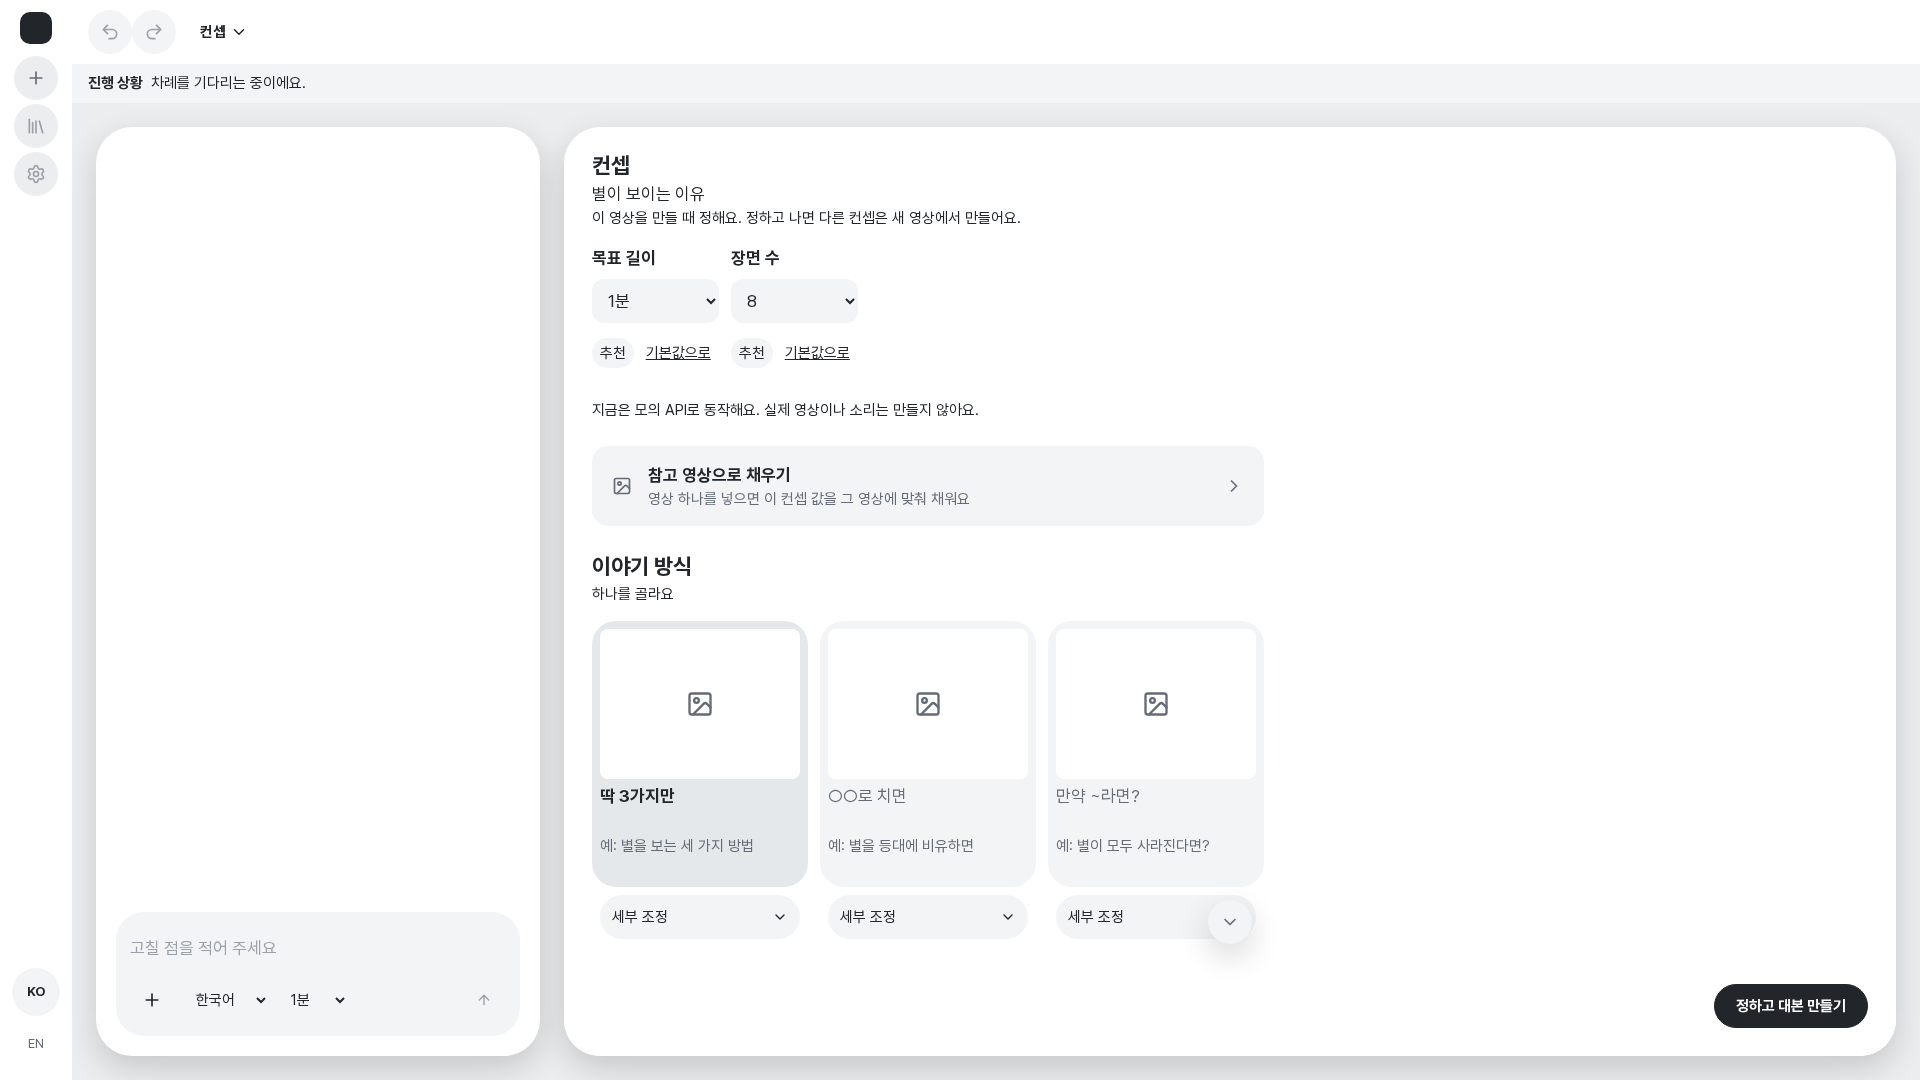 컨셉
진행 상황 차례를 기다리는 중이에요.
컨셉
별이 보이는 이유
이 영상을 만들 때 정해요. 정하고 나면 다른 컨셉은 새 영상에서 만들어요.
목표 길이 장면 수
1분 8
추천 기본값으로 추천 기본값으로
지금은 모의 API로 동작해요. 실제 영상이나 소리는 만들지 않아요.
참고 영상으로 채우기
영상 하나를 넣으면 이 컨셉 값을 그 영상에 맞춰 채워요
이야기 방식
하나를 골라요
딱 3가지만 ○○로 치면 만약 ~라면?
예: 별을 보는 세 가지 방법 예: 별을 등대에 비유하면 예: 별이 모두 사라진다면?
세부 조정 세부 조정 세부 조정
고칠 점을 적어 주세요
한국어 1분
정하고 대본 만들기
KO
EN